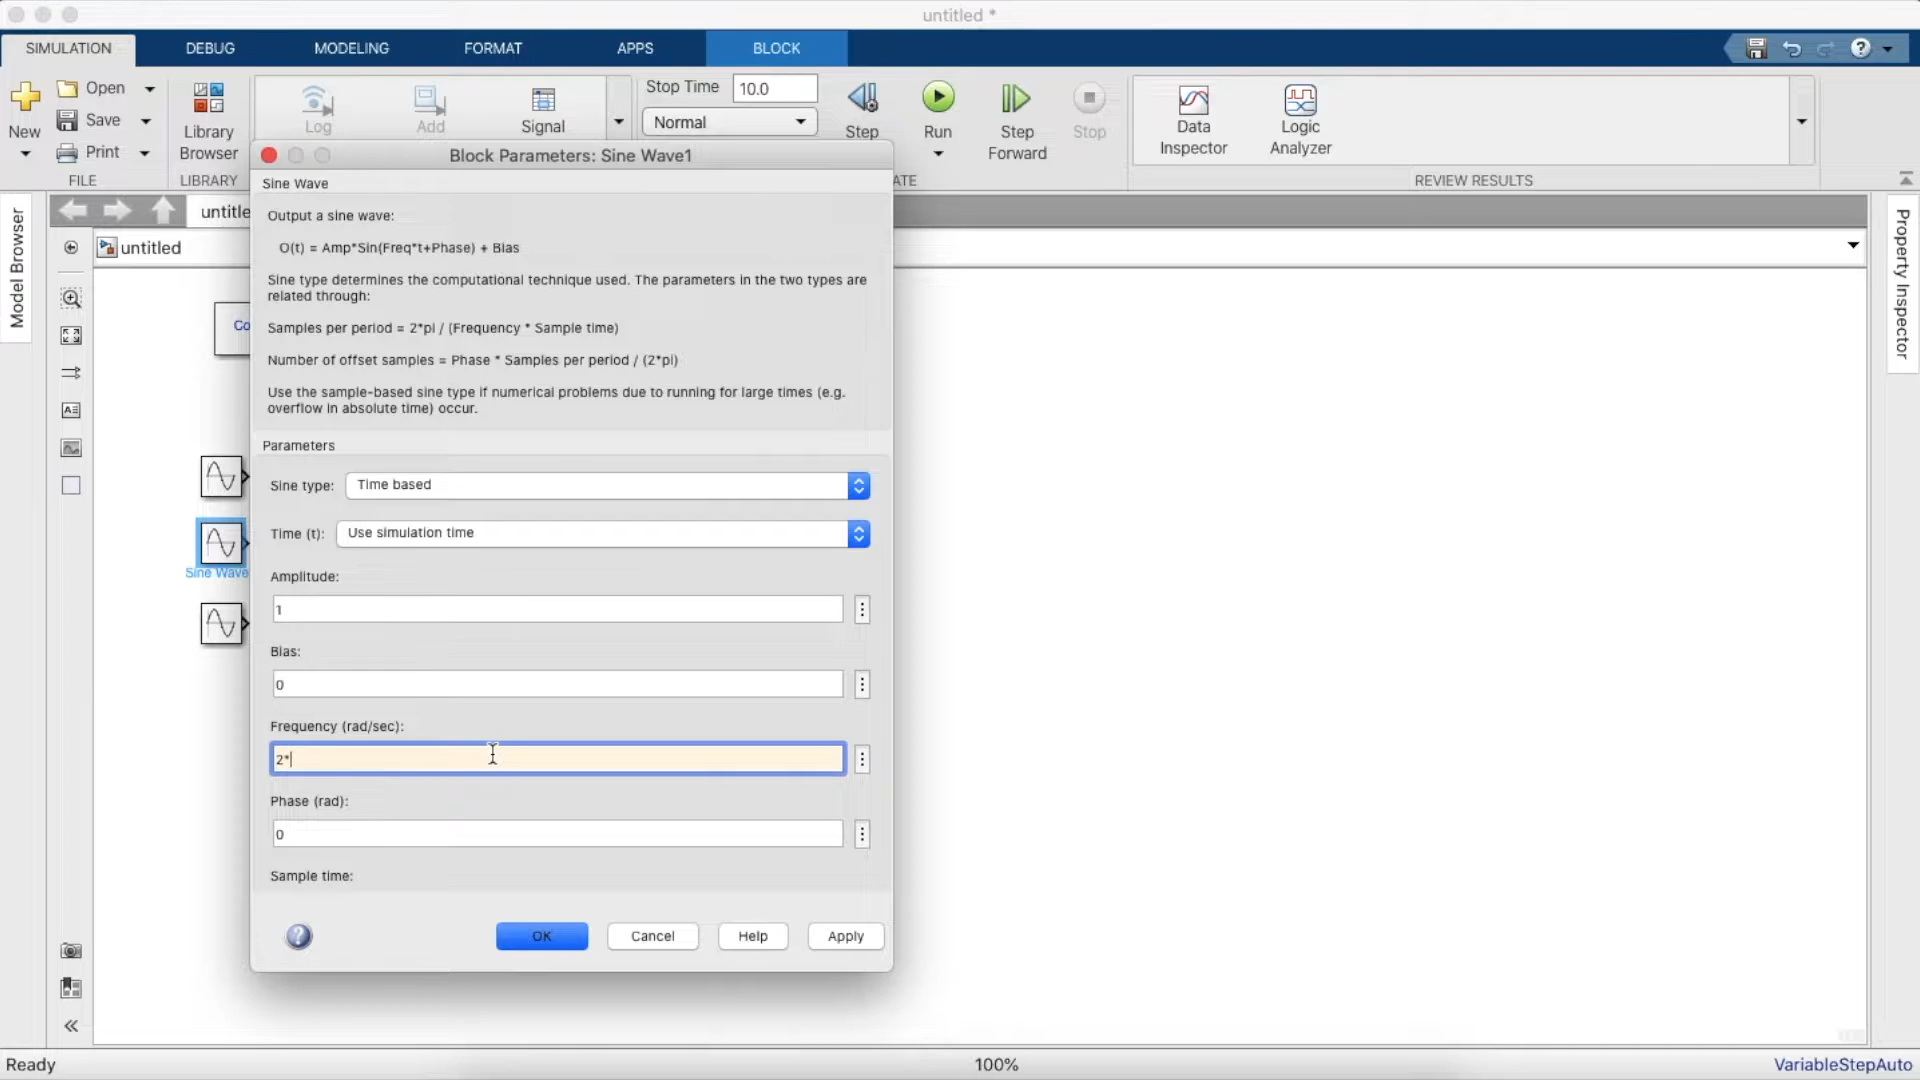 untitled *
SIMULATION
DEBUG
MODELING
FORMAT
APPS
BLOCK
New
Open
Save
Print
FILE
Library
Browser
LIBRARY
Log
Add
Signal
Stop Time
10.0
Normal
Step
Run
Step
Forward
Stop
ATE
Data
Inspector
Logic
Analyzer
REVIEW RESULTS
Model Browser
untitle
untitled
Property Inspector
Co
Sine Wave
Block Parameters: Sine Wave1
Sine Wave
Output a sine wave:
O(t) = Amp*Sin(Freq*t+Phase) + Bias
Sine type determines the computational technique used. The parameters in the two types are
related through:
Samples per period = 2*pi / (Frequency * Sample time)
Number of offset samples = Phase * Samples per period / (2*pi)
Use the sample-based sine type if numerical problems due to running for large times (e.g.
overflow in absolute time) occur.
Parameters
Sine type: Time based
Time (t): Use simulation time
Amplitude:
1
Bias:
0
Frequency (rad/sec):
2*
Phase (rad):
0
Sample time:
OK
Cancel
Help
Apply
Ready
100%
VariableStepAuto